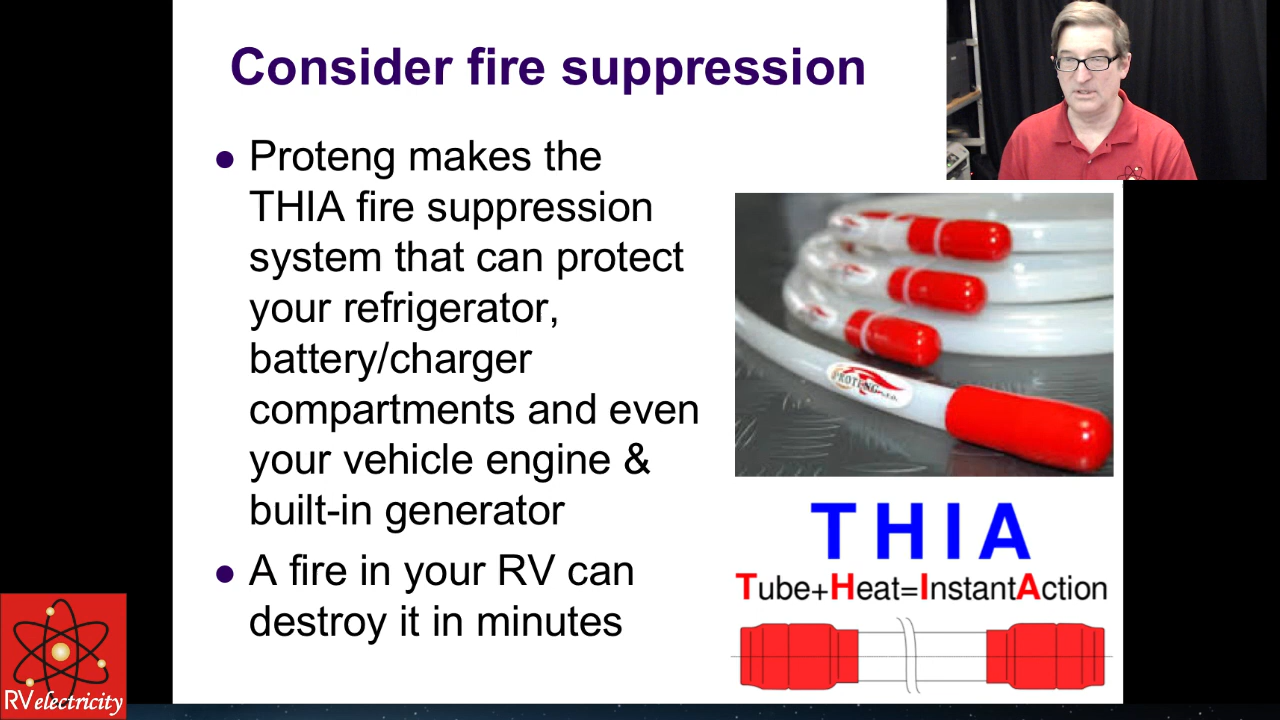 Consider fire suppression
● Proteng makes the
THIA fire suppression
system that can protect
your refrigerator,
battery/charger
compartments and even
your vehicle engine &
built-in generator
● A fire in your RV can
destroy it in minutes
PROTENG s.r.o.
THIA
Tube+Heat=InstantAction
RVelectricity